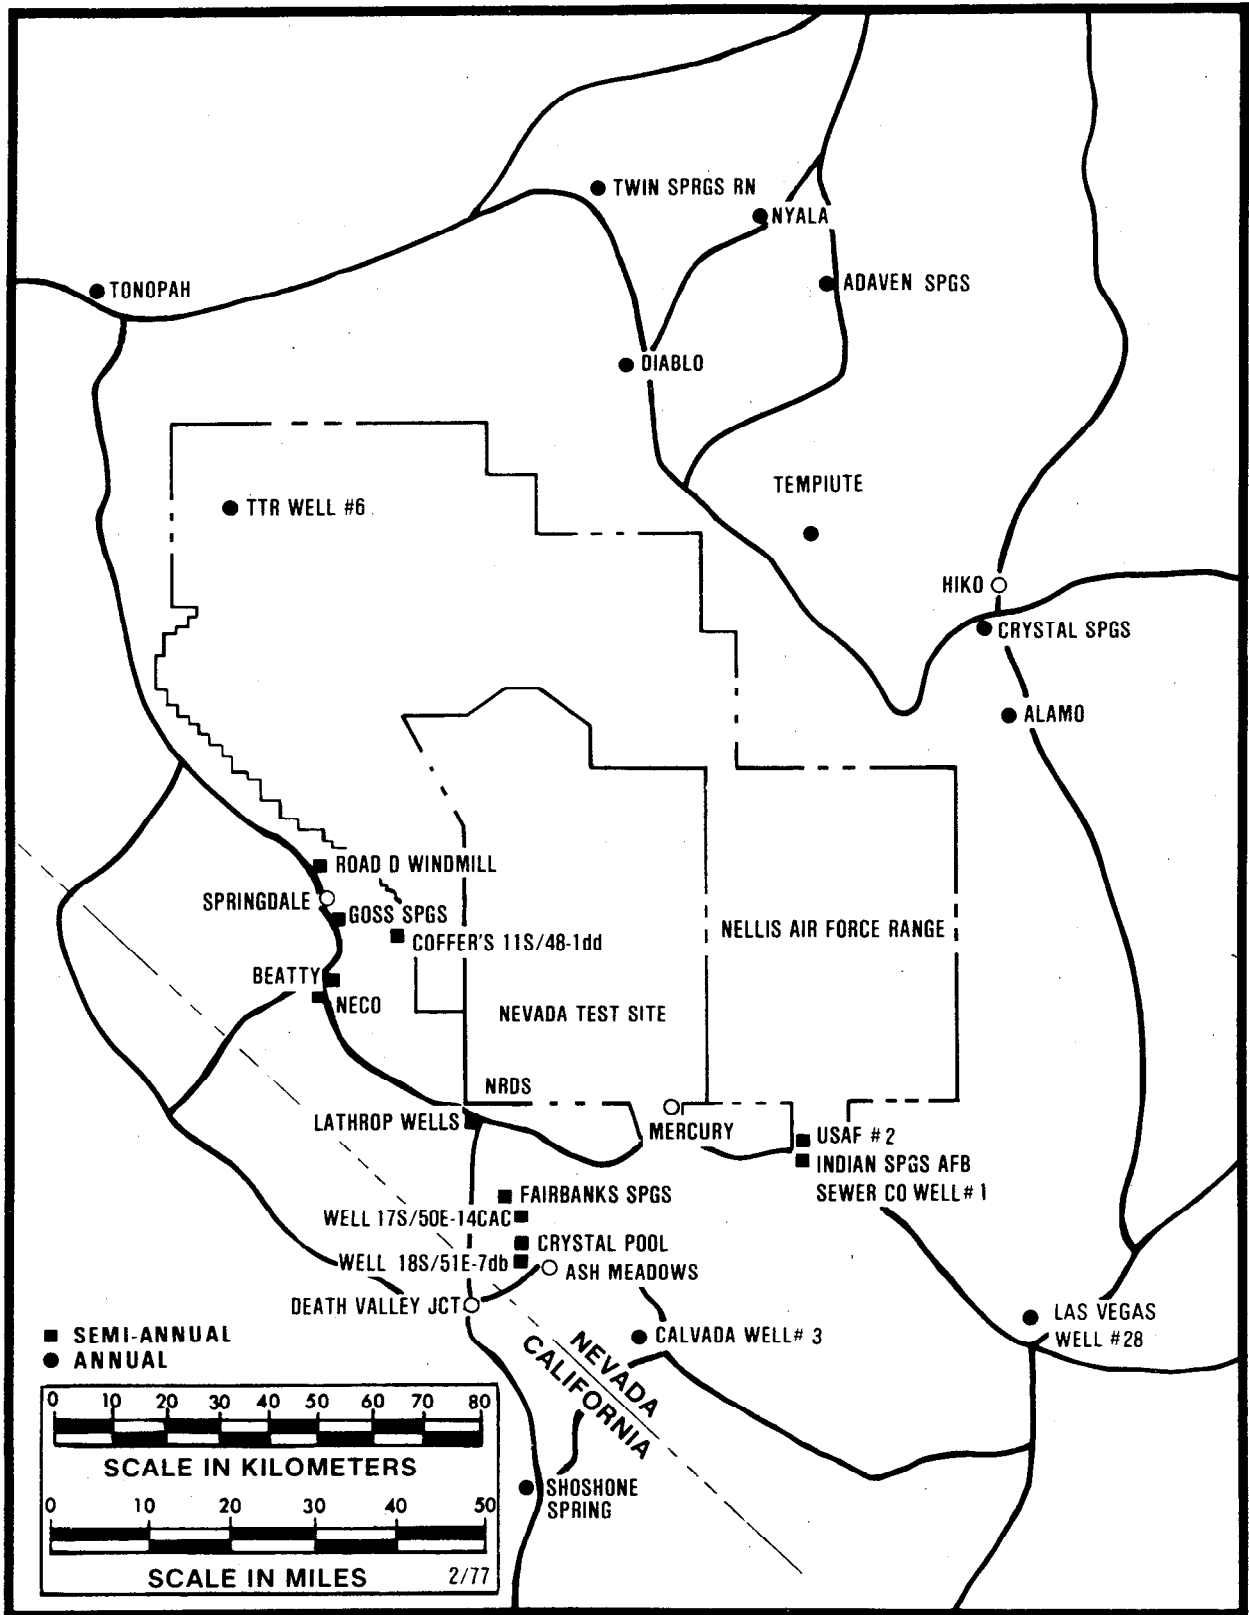 TWIN SPRGS RN
NYALA
TONOPAH
ADAVEN SPGS
DIABLO
TEMPIUTE
TTR WELL #6
HIKO
CRYSTAL SPGS
ALAMO
ROAD D WINDMILL
SPRINGDALE
GOSS SPGS
COFFER'S 11S/48-1dd
NELLIS AIR FORCE RANGE
BEATTY
NECO
NEVADA TEST SITE
NRDS
LATHROP WELLS
MERCURY
USAF #2
INDIAN SPGS AFB
SEWER CO WELL #1
FAIRBANKS SPGS
WELL 17S/50E-14CAC
CRYSTAL POOL
WELL 18S/51E-7db
ASH MEADOWS
DEATH VALLEY JCT
LAS VEGAS
WELL #28
CALVADA WELL# 3
NEVADA
CALIFORNIA
SHOSHONE
SPRING
SEMI-ANNUAL
ANNUAL
0 10 20 30 40 50 60 70 80
SCALE IN KILOMETERS
0 10 20 30 40 50
SCALE IN MILES
2/77